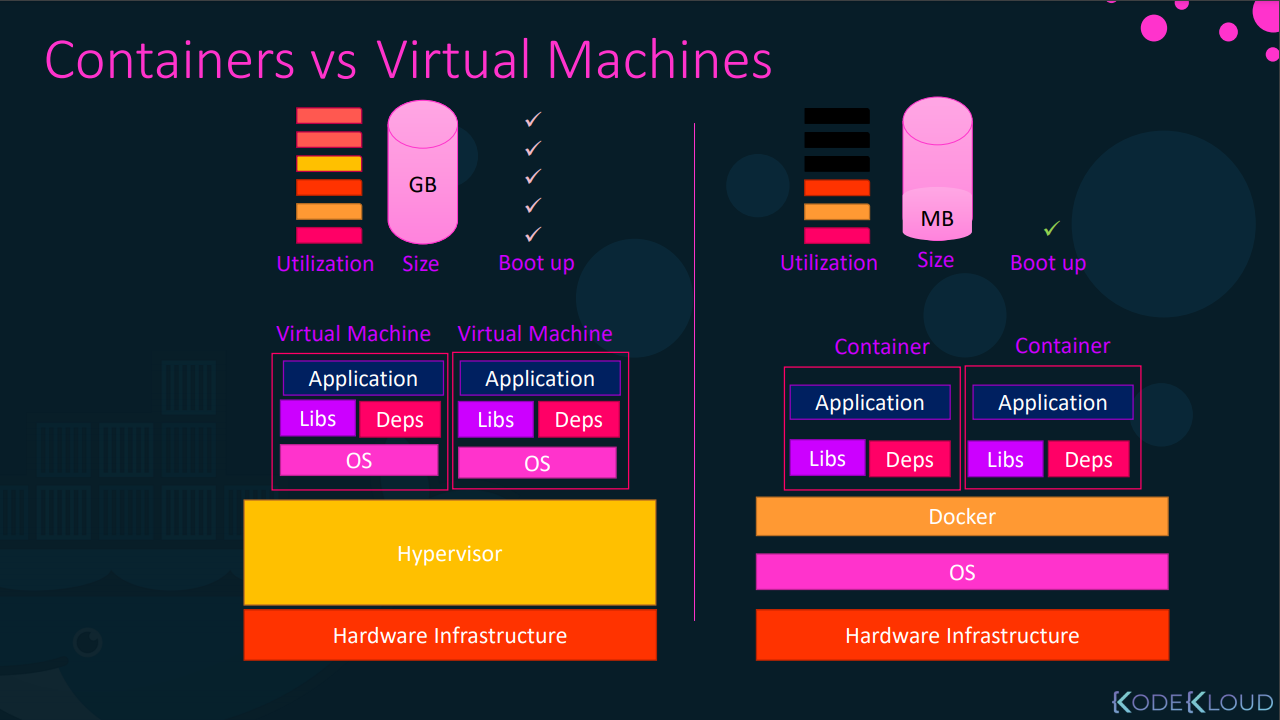 Containers vs Virtual Machines
GB
Utilization Size Boot up
MB
Utilization Size Boot up
Virtual Machine Virtual Machine
Application Application
Libs Deps Libs Deps
OS OS
Hypervisor
Hardware Infrastructure
Container Container
Application Application
Libs Deps Libs Deps
Docker
OS
Hardware Infrastructure
KODEKLOUD